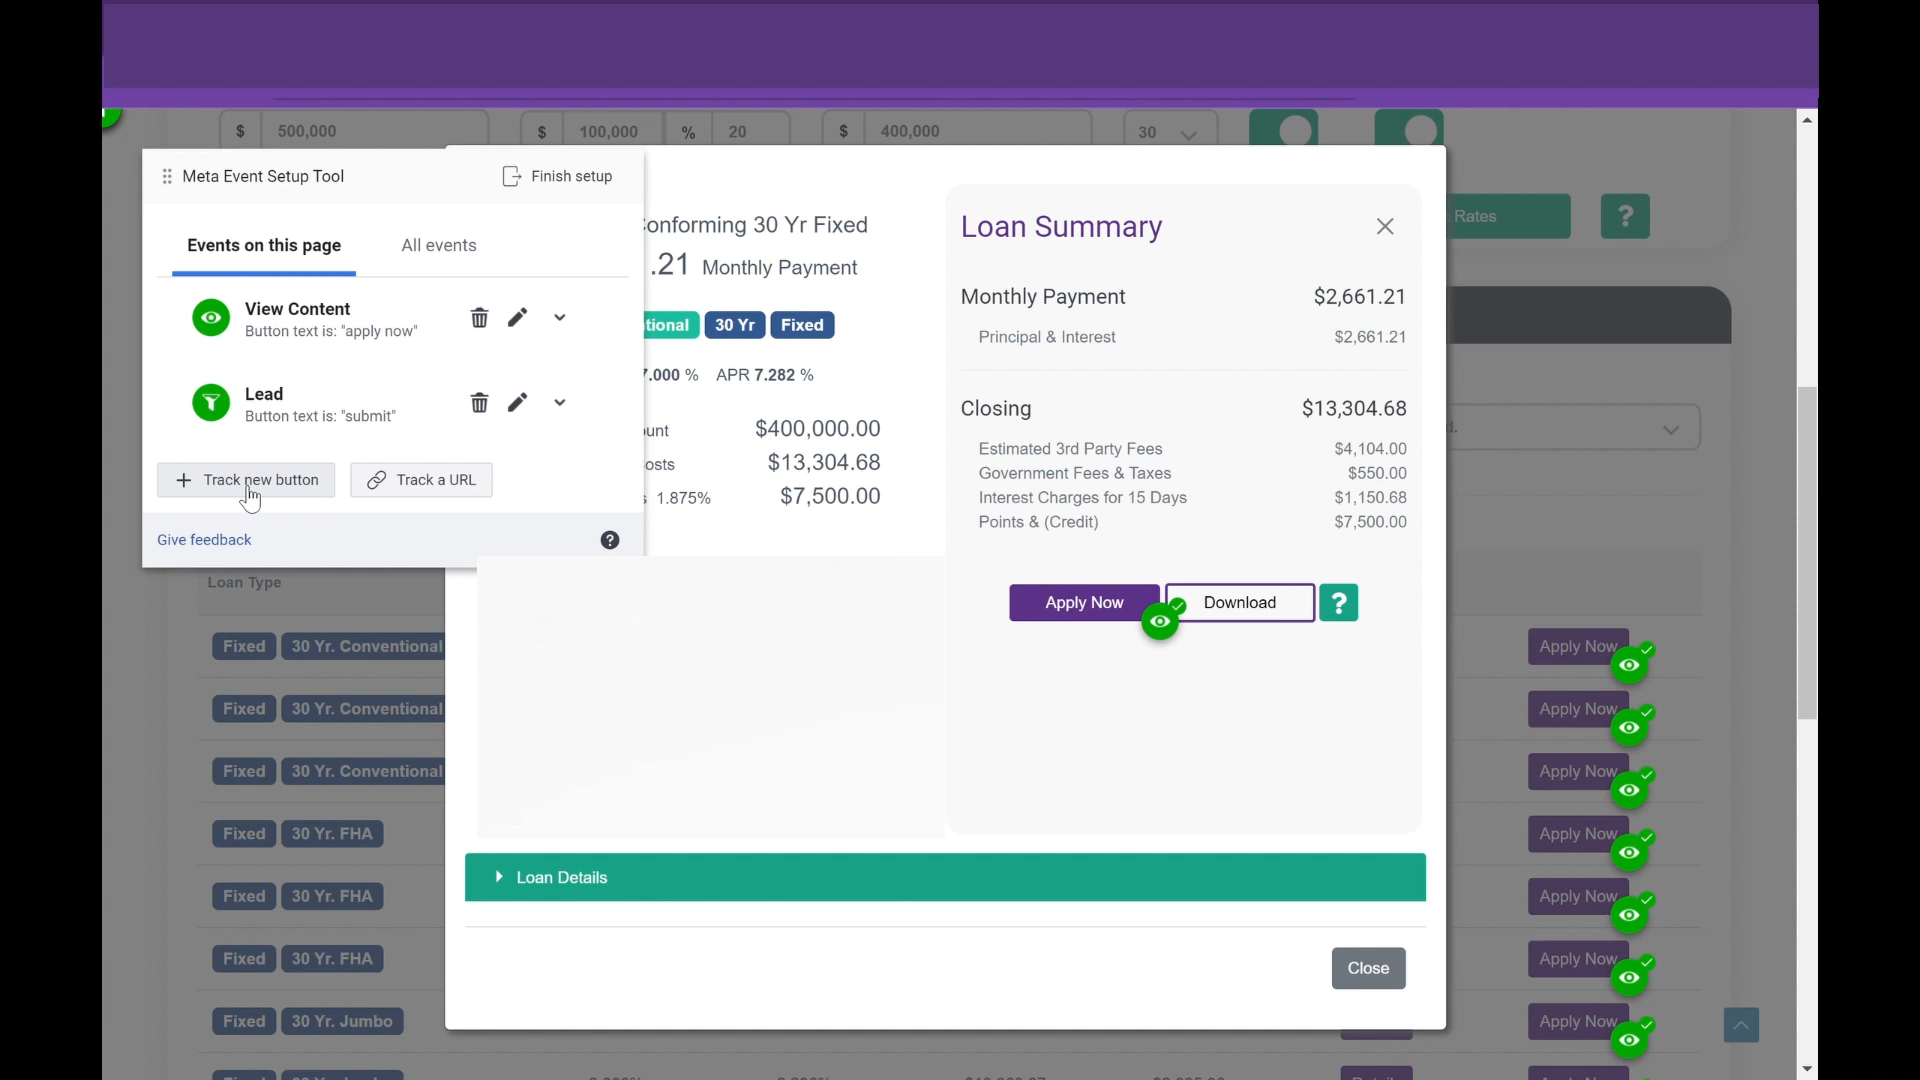 $ 500,000 $ 100,000 % 20 $ 400,000 30
Meta Event Setup Tool Finish setup
Events on this page All events
View Content
Button text is: "apply now"
Lead
Button text is: "submit"
Track new button Track a URL
Give feedback ?
onforming 30 Yr Fixed
.21 Monthly Payment
tional 30 Yr Fixed
7.000 % APR 7.282 %
unt $400,000.00
osts $13,304.68
s 1.875% $7,500.00
Loan Summary
Monthly Payment $2,661.21
Principal & Interest $2,661.21
Closing $13,304.68
Estimated 3rd Party Fees $4,104.00
Government Fees & Taxes $550.00
Interest Charges for 15 Days $1,150.68
Points & (Credit) $7,500.00
Apply Now Download ?
Loan Details
Close
Rates ?
d.
Loan Type
Fixed 30 Yr. Conventional Apply Now
Fixed 30 Yr. Conventional Apply Now
Fixed 30 Yr. Conventional Apply Now
Fixed 30 Yr. FHA Apply Now
Fixed 30 Yr. FHA Apply Now
Fixed 30 Yr. FHA Apply Now
Fixed 30 Yr. Jumbo Apply Now